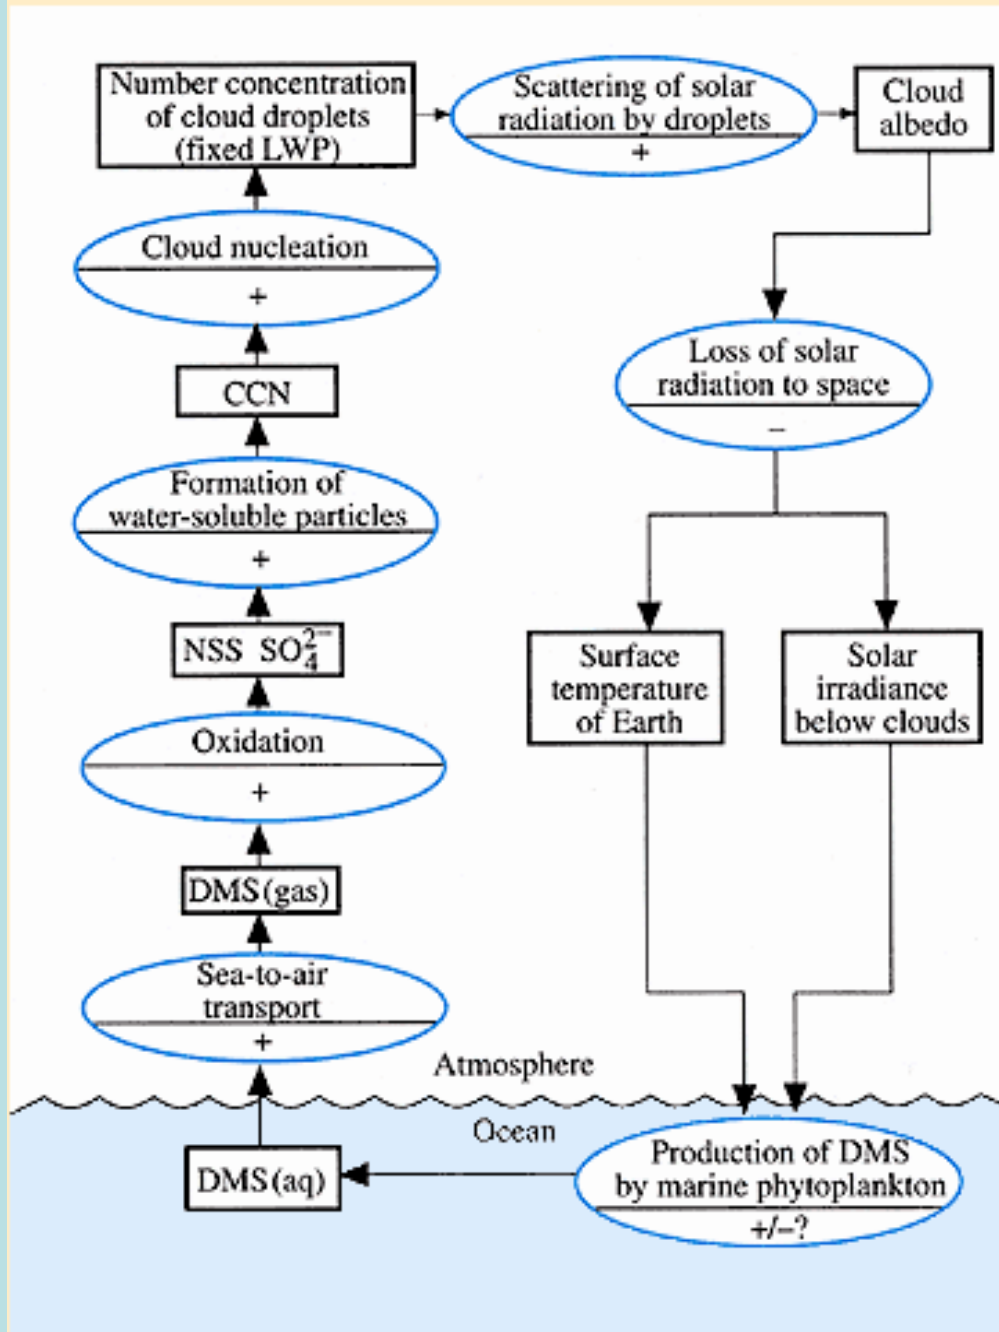 Number concentration
of cloud droplets
(fixed LWP)
Scattering of solar
radiation by droplets
+
Cloud
albedo
Cloud nucleation
+
CCN
Formation of
water-soluble particles
+
NSS SO₄²⁻
Oxidation
+
DMS (gas)
Sea-to-air
transport
+
Loss of solar
radiation to space
–
Surface
temperature
of Earth
Solar
irradiance
below clouds
Atmosphere
Ocean
DMS (aq)
Production of DMS
by marine phytoplankton
+/–?